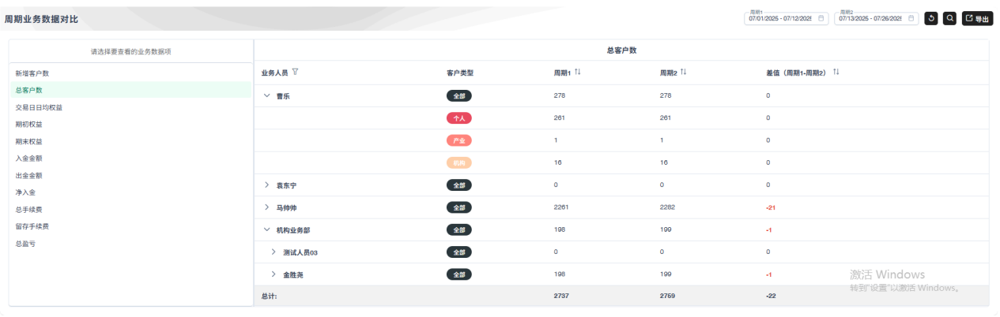 周期业务数据对比
周期1
07/01/2025 - 07/12/202
周期2
07/13/2025 - 07/26/202
导出
请选择要查看的业务数据项
新增客户数
总客户数
交易日日均权益
期初权益
期末权益
入金金额
出金金额
净入金
总手续费
留存手续费
总盈亏
总客户数
业务人员 客户类型 周期1 周期2 差值（周期1-周期2）
曹乐 全部 278 278 0
个人 261 261 0
产业 1 1 0
机构 16 16 0
袁东宁 全部 0 0 0
马帅帅 全部 2261 2282 -21
机构业务部 全部 198 199 -1
测试人员03 全部 0 0 0
金胜尧 全部 198 199 -1
总计: 2737 2759 -22
激活 Windows
转到"设置"以激活 Windows。